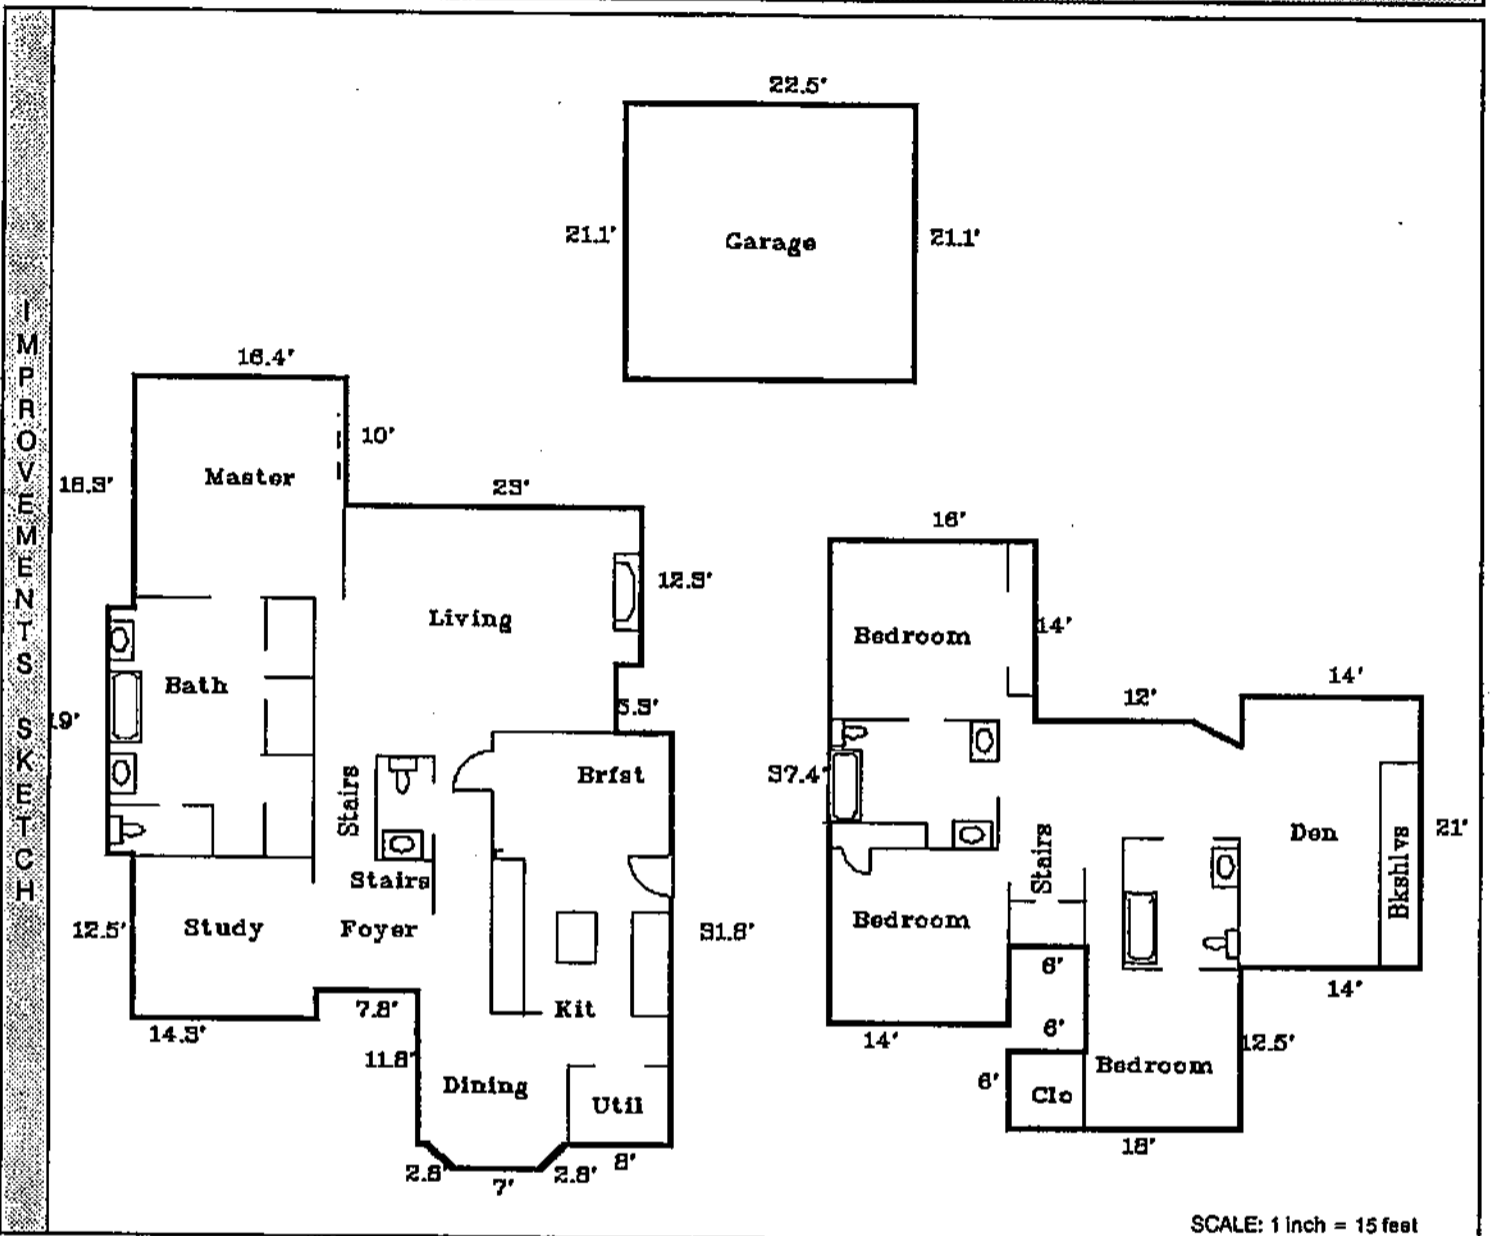 IMPROVEMENTS SKETCH
22.5'
21.1'
Garage
21.1'
16.4'
10'
Master
18.3'
23'
12.3'
Living
Bath
19'
5.3'
Brfst
Stairs
Stairs
12.5'
Study
Foyer
31.8'
Kit
7.8'
14.3'
11.8'
Dining
Util
2.8'
7'
2.8'
8'
16'
Bedroom
14'
12'
14'
37.4'
Den
Bkshlvs
21'
Stairs
Bedroom
6'
14'
14'
6'
12.5'
Bedroom
6'
Clo
18'
SCALE: 1 inch = 15 feet